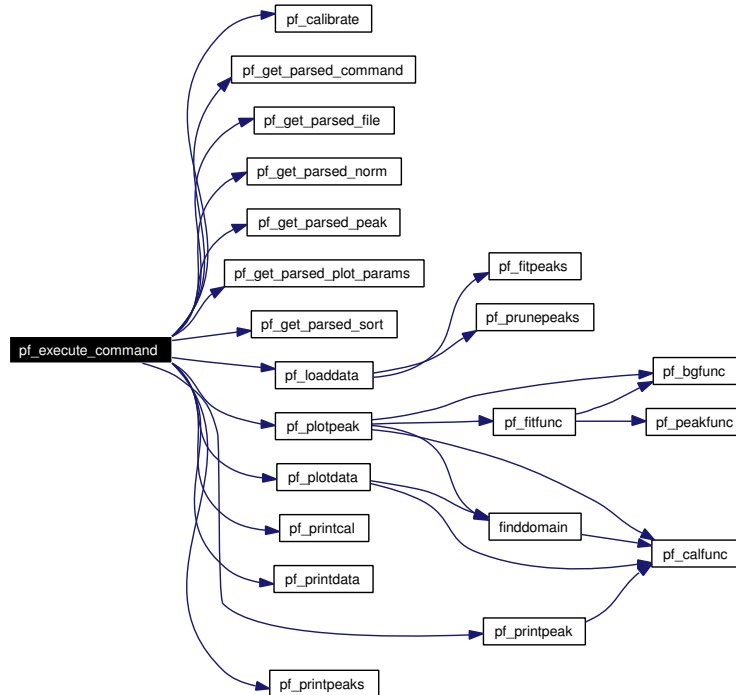 pf_calibrate
pf_get_parsed_command
pf_get_parsed_file
pf_get_parsed_norm
pf_get_parsed_peak
pf_get_parsed_plot_params
pf_fitpeaks
pf_get_parsed_sort
pf_prunepeaks
pf_execute_command
pf_loaddata
pf_bgfunc
pf_plotpeak
pf_fitfunc
pf_peakfunc
pf_plotdata
pf_printcal
finddomain
pf_calfunc
pf_printdata
pf_printpeak
pf_printpeaks